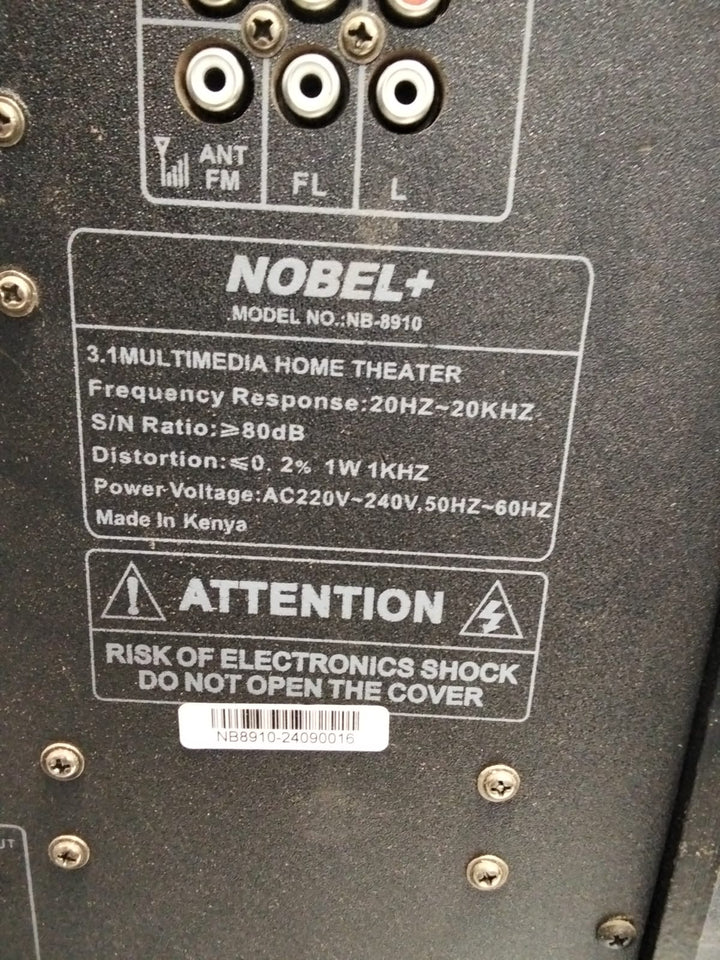 ANT
FM
FL
L
NOBEL+
MODEL NO.:NB-8910
3.1MULTIMEDIA HOME THEATER
Frequency Response:20HZ~20KHZ
S/N Ratio:≥80dB
Distortion:≤0. 2% 1W 1KHZ
Power Voltage:AC220V~240V,50HZ~60HZ
Made In Kenya
ATTENTION
RISK OF ELECTRONICS SHOCK
DO NOT OPEN THE COVER
NB8910-24090016